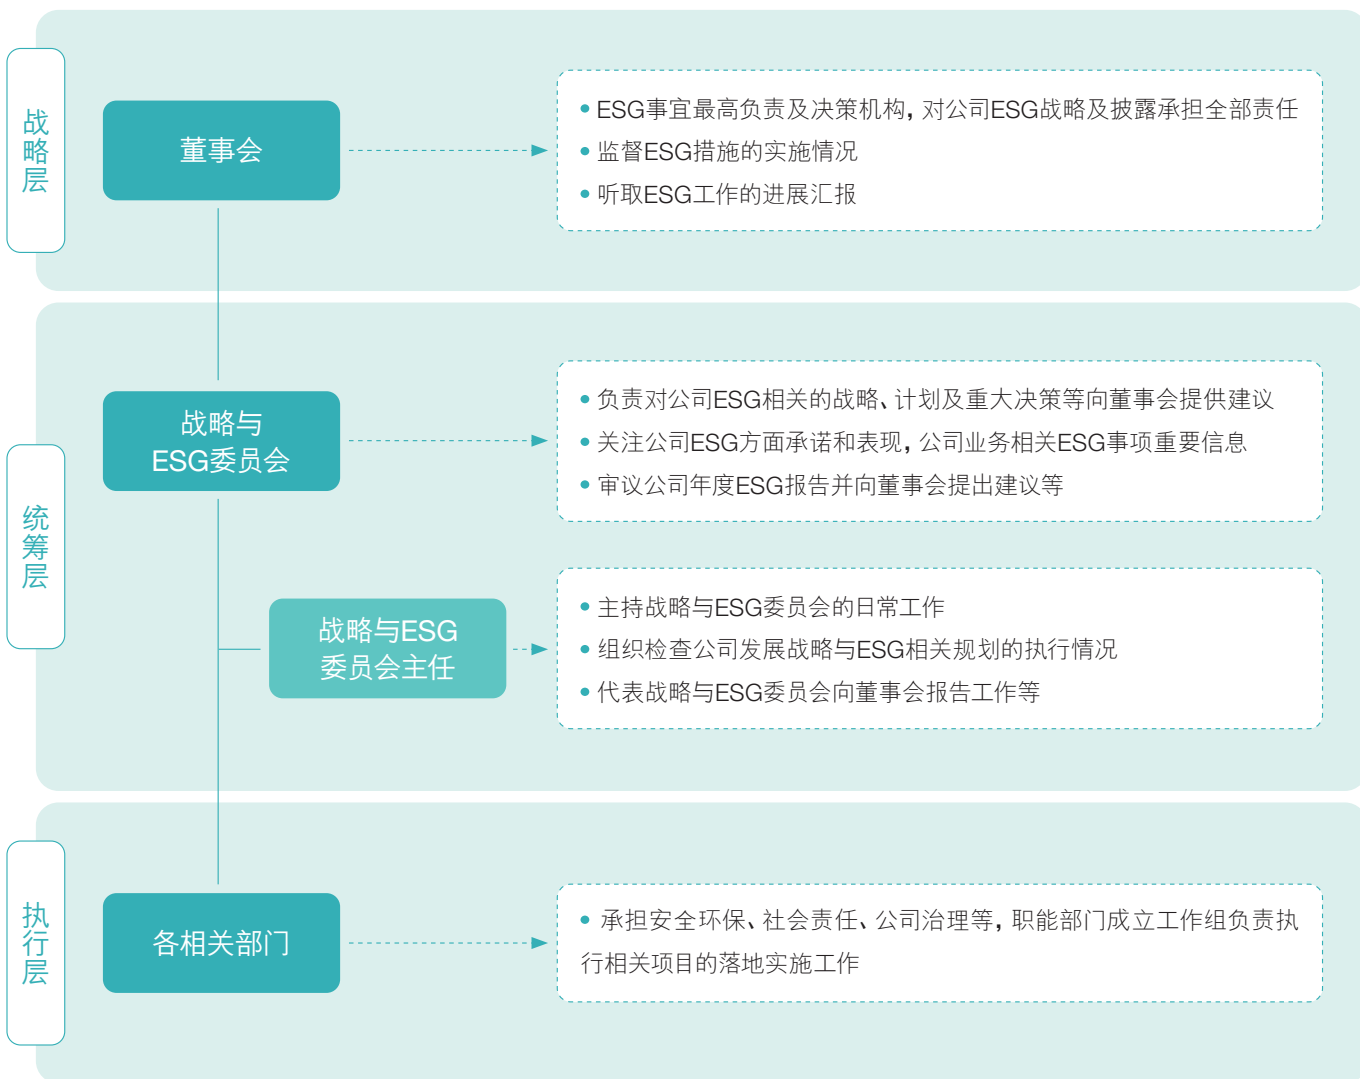 战略层
董事会
• ESG事宜最高负责及决策机构，对公司ESG战略及披露承担全部责任
• 监督ESG措施的实施情况
• 听取ESG工作的进展汇报
统筹层
战略与
ESG委员会
• 负责对公司ESG相关的战略、计划及重大决策等向董事会提供建议
• 关注公司ESG方面承诺和表现，公司业务相关ESG事项重要信息
• 审议公司年度ESG报告并向董事会提出建议等
战略与ESG
委员会主任
• 主持战略与ESG委员会的日常工作
• 组织检查公司发展战略与ESG相关规划的执行情况
• 代表战略与ESG委员会向董事会报告工作等
执行层
各相关部门
• 承担安全环保、社会责任、公司治理等，职能部门成立工作组负责执
行相关项目的落地实施工作